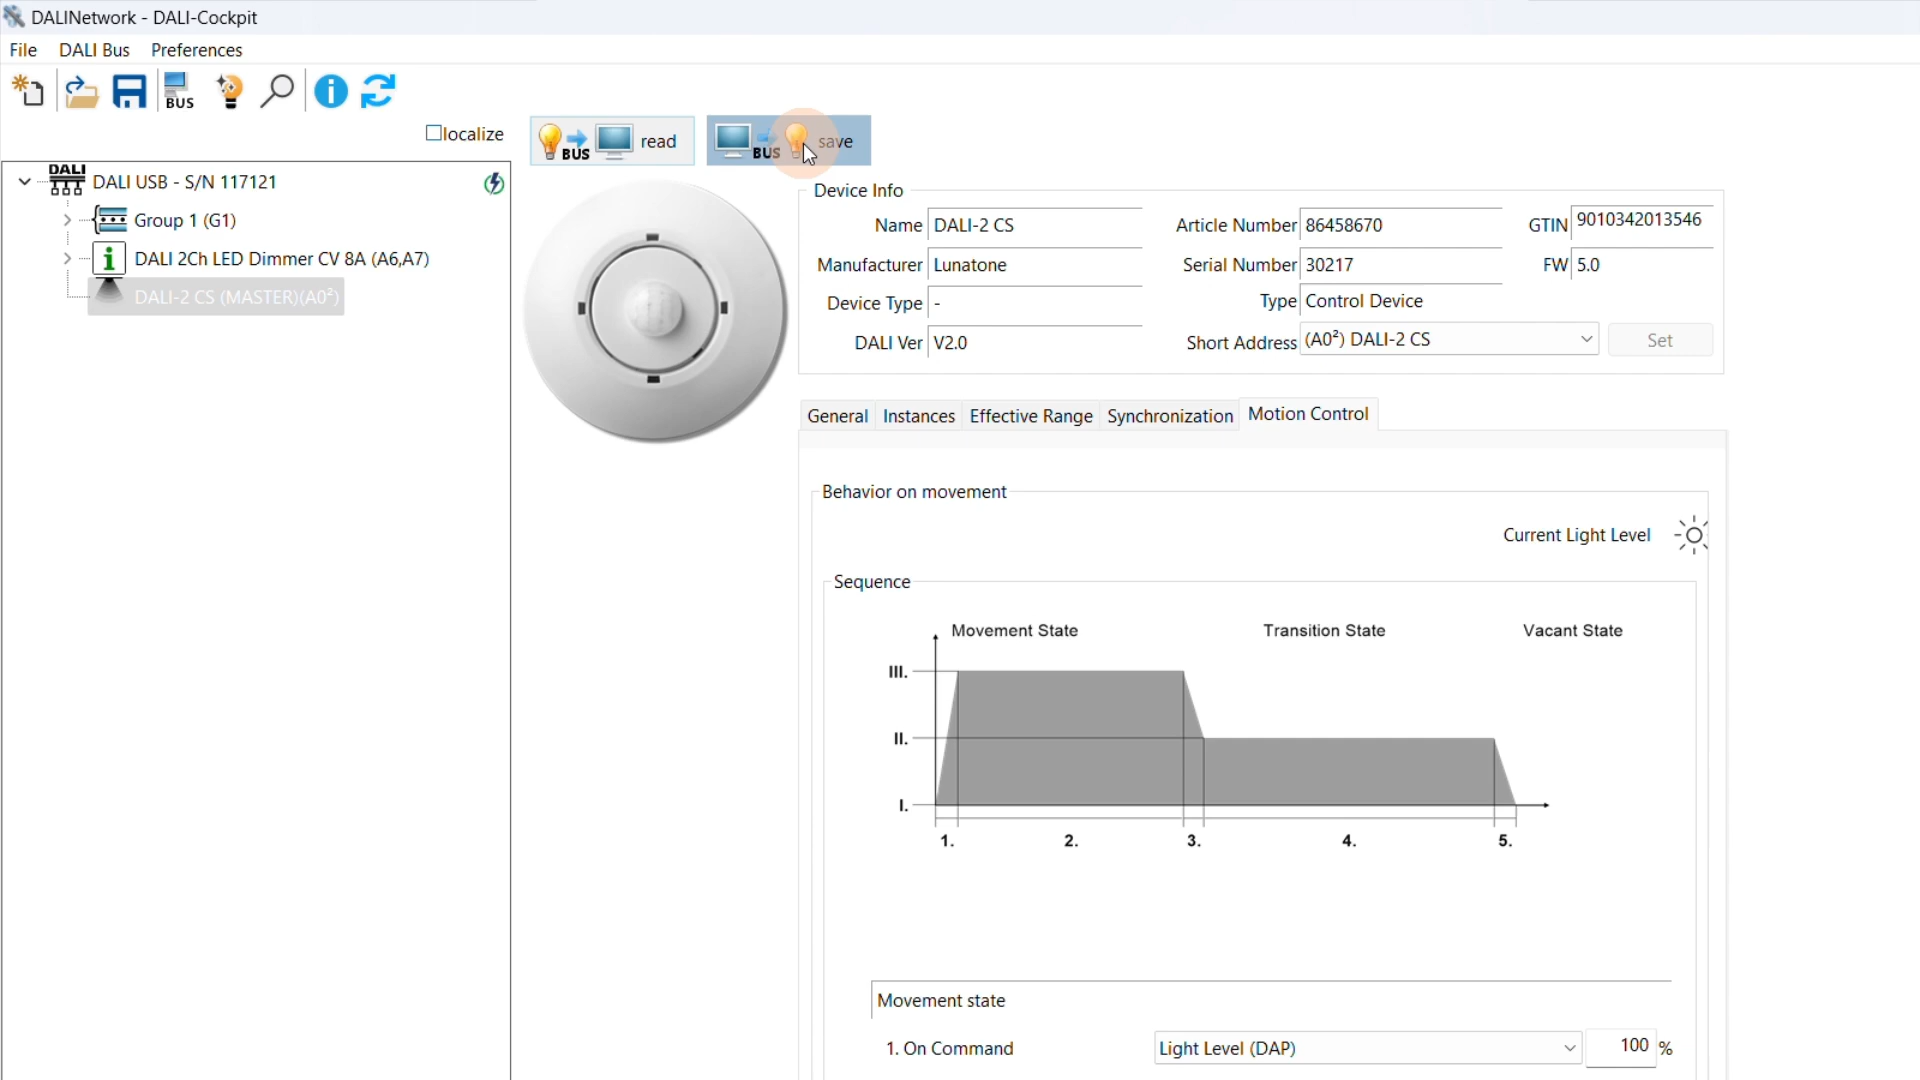 DALINetwork - DALI-Cockpit
File DALI Bus Preferences
BUS
localize
BUS read
BUS save
DALI DALI USB - S/N 117121
Group 1 (G1)
DALI 2Ch LED Dimmer CV 8A (A6,A7)
DALI-2 CS (MASTER)(A0²)
Device Info
Name DALI-2 CS Article Number 86458670 GTIN 9010342013546
Manufacturer Lunatone Serial Number 30217 FW 5.0
Device Type - Type Control Device
DALI Ver V2.0 Short Address (A0²) DALI-2 CS Set
General Instances Effective Range Synchronization Motion Control
Behavior on movement
Current Light Level
Sequence
Movement State Transition State Vacant State
III.
II.
I.
1. 2. 3. 4. 5.
Movement state
1. On Command Light Level (DAP) 100 %